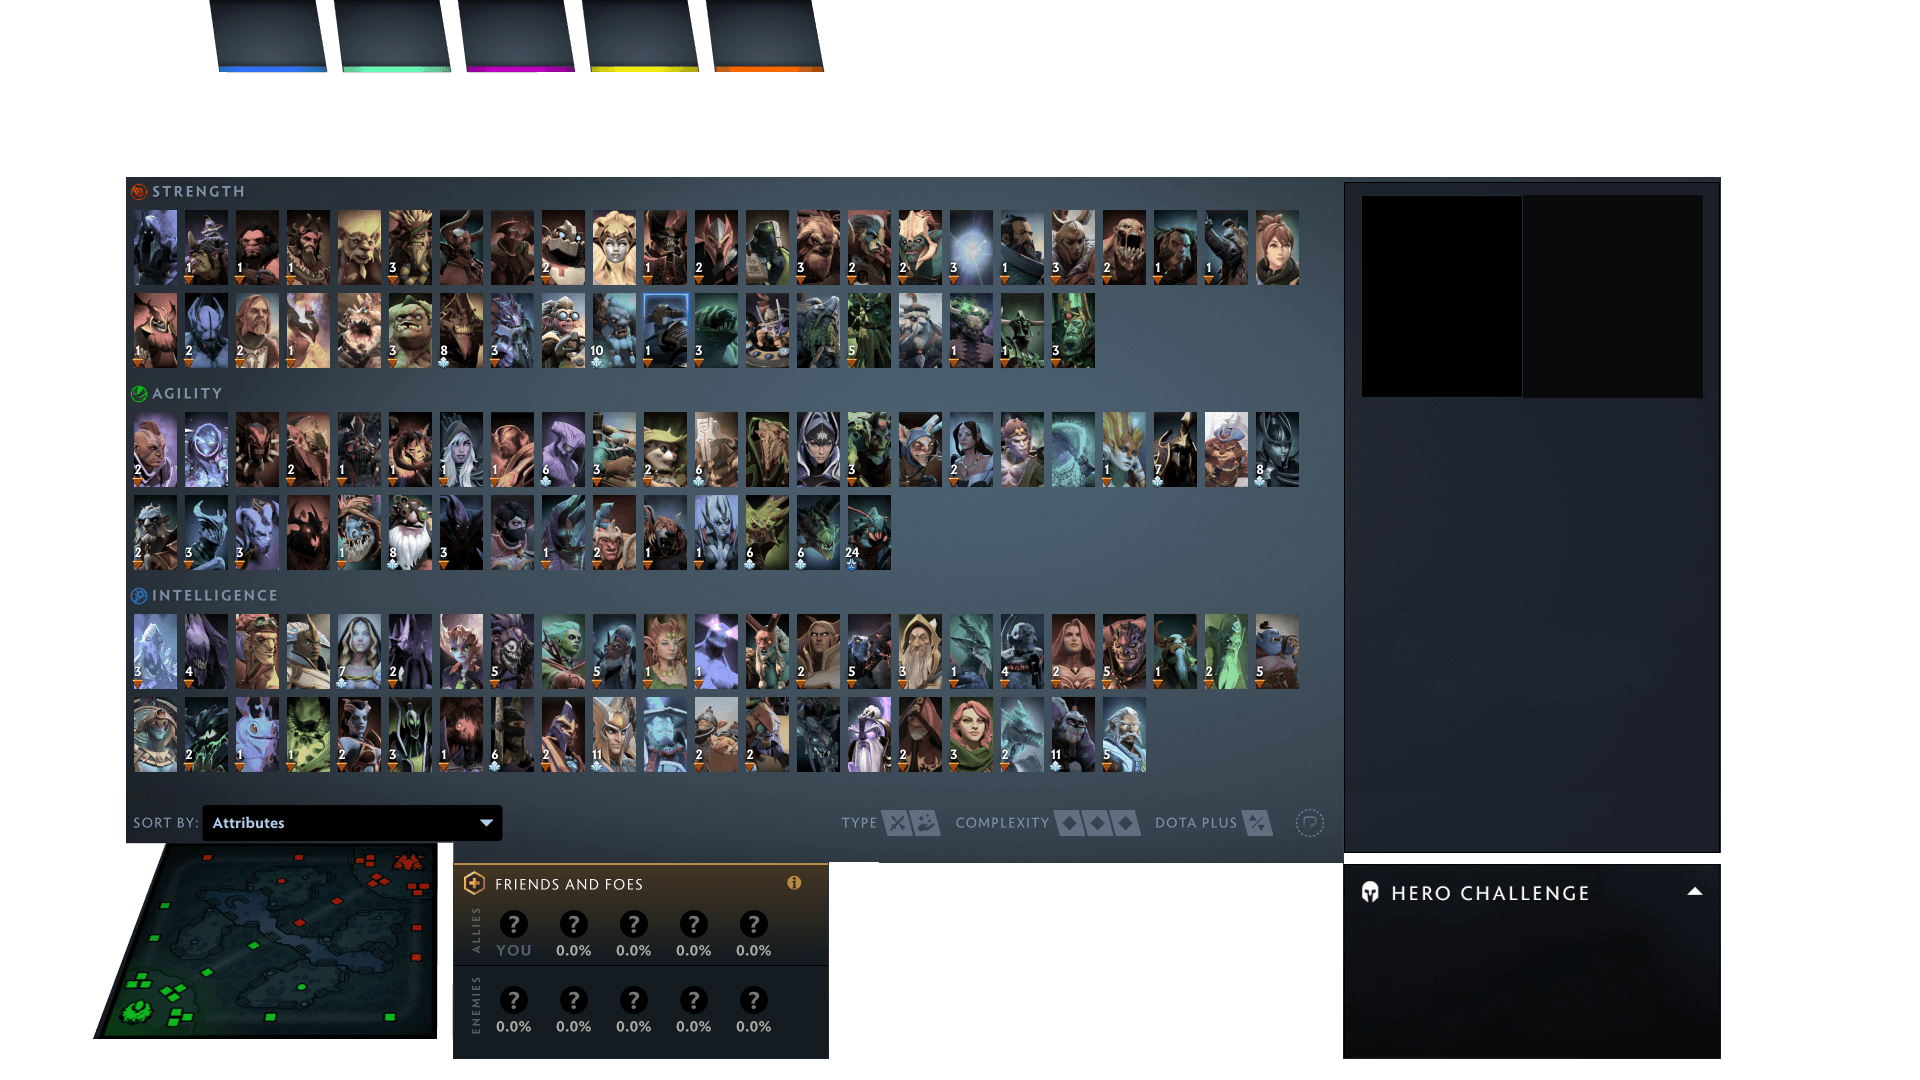 STRENGTH
1 1 1 3 2 1 2 3 2 2 3 1 3 2 1 1
1 2 2 1 3 8 3 10 1 3 5 1 1 3
AGILITY
2 2 1 1 1 1 6 3 2 6 3 2 1 7 8
2 3 3 1 8 3 1 2 1 1 6 6 24
INTELLIGENCE
3 4 7 2 5 5 1 1 2 5 3 1 4 2 5 1 2 5
2 1 1 2 3 1 6 2 11 2 2 2 3 2 11 5
SORT BY: Attributes TYPE COMPLEXITY DOTA PLUS
FRIENDS AND FOES
ALLIES
? ? ? ? ?
YOU 0.0% 0.0% 0.0% 0.0%
ENEMIES
? ? ? ? ?
0.0% 0.0% 0.0% 0.0% 0.0%
HERO CHALLENGE